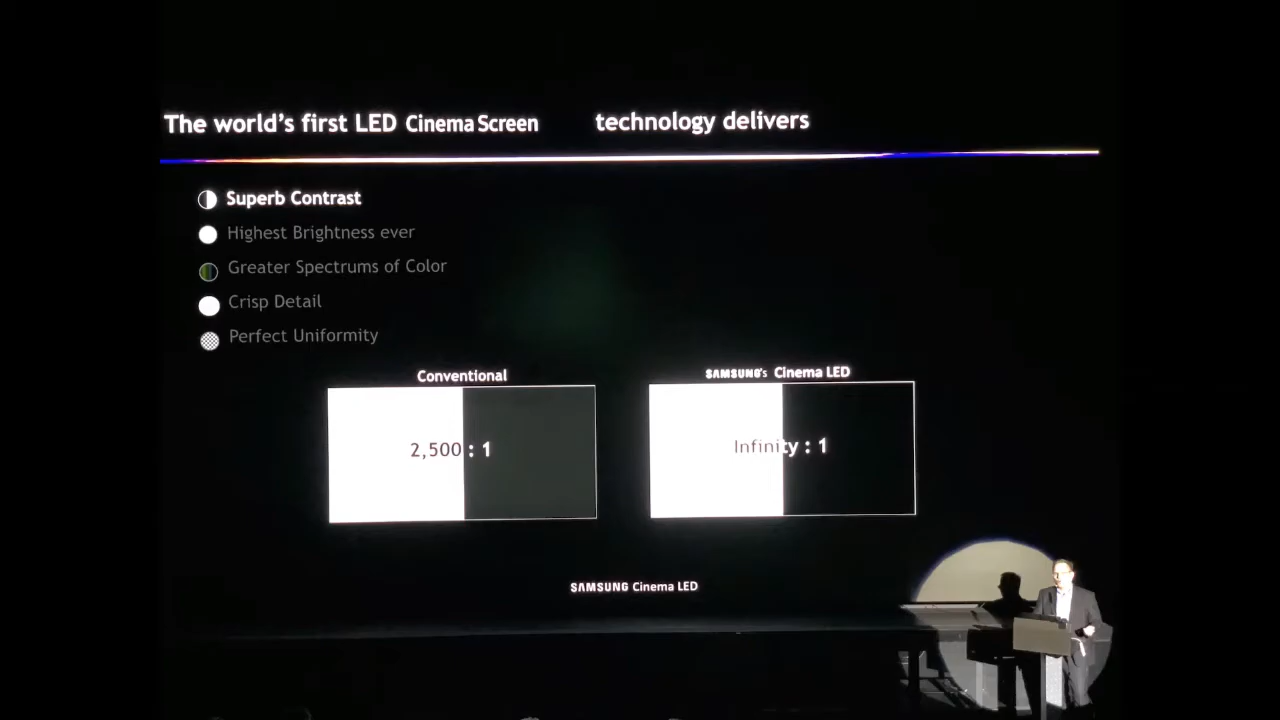 The world's first LED Cinema Screen technology delivers
Superb Contrast
Highest Brightness ever
Greater Spectrums of Color
Crisp Detail
Perfect Uniformity
Conventional
SAMSUNG's Cinema LED
2,500 : 1
Infinity : 1
SAMSUNG Cinema LED